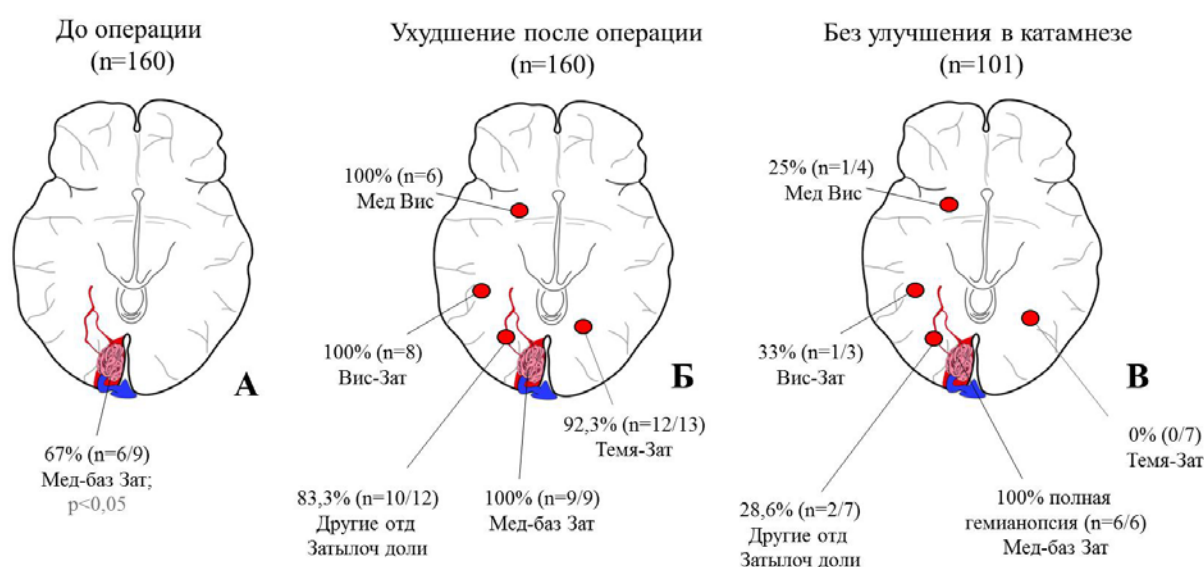 До операции
(n=160)
Ухудшение после операции
(n=160)
Без улучшения в катамнезе
(n=101)
А
67% (n=6/9)
Мед-баз Зат;
p<0,05
100% (n=6)
Мед Вис
100% (n=8)
Вис-Зат
Б
92,3% (n=12/13)
Темя-Зат
83,3% (n=10/12)
Другие отд
Затылоч доли
100% (n=9/9)
Мед-баз Зат
25% (n=1/4)
Мед Вис
33% (n=1/3)
Вис-Зат
В
0% (0/7)
Темя-Зат
28,6% (n=2/7)
Другие отд
Затылоч доли
100% полная
гемианопсия (n=6/6)
Мед-баз Зат